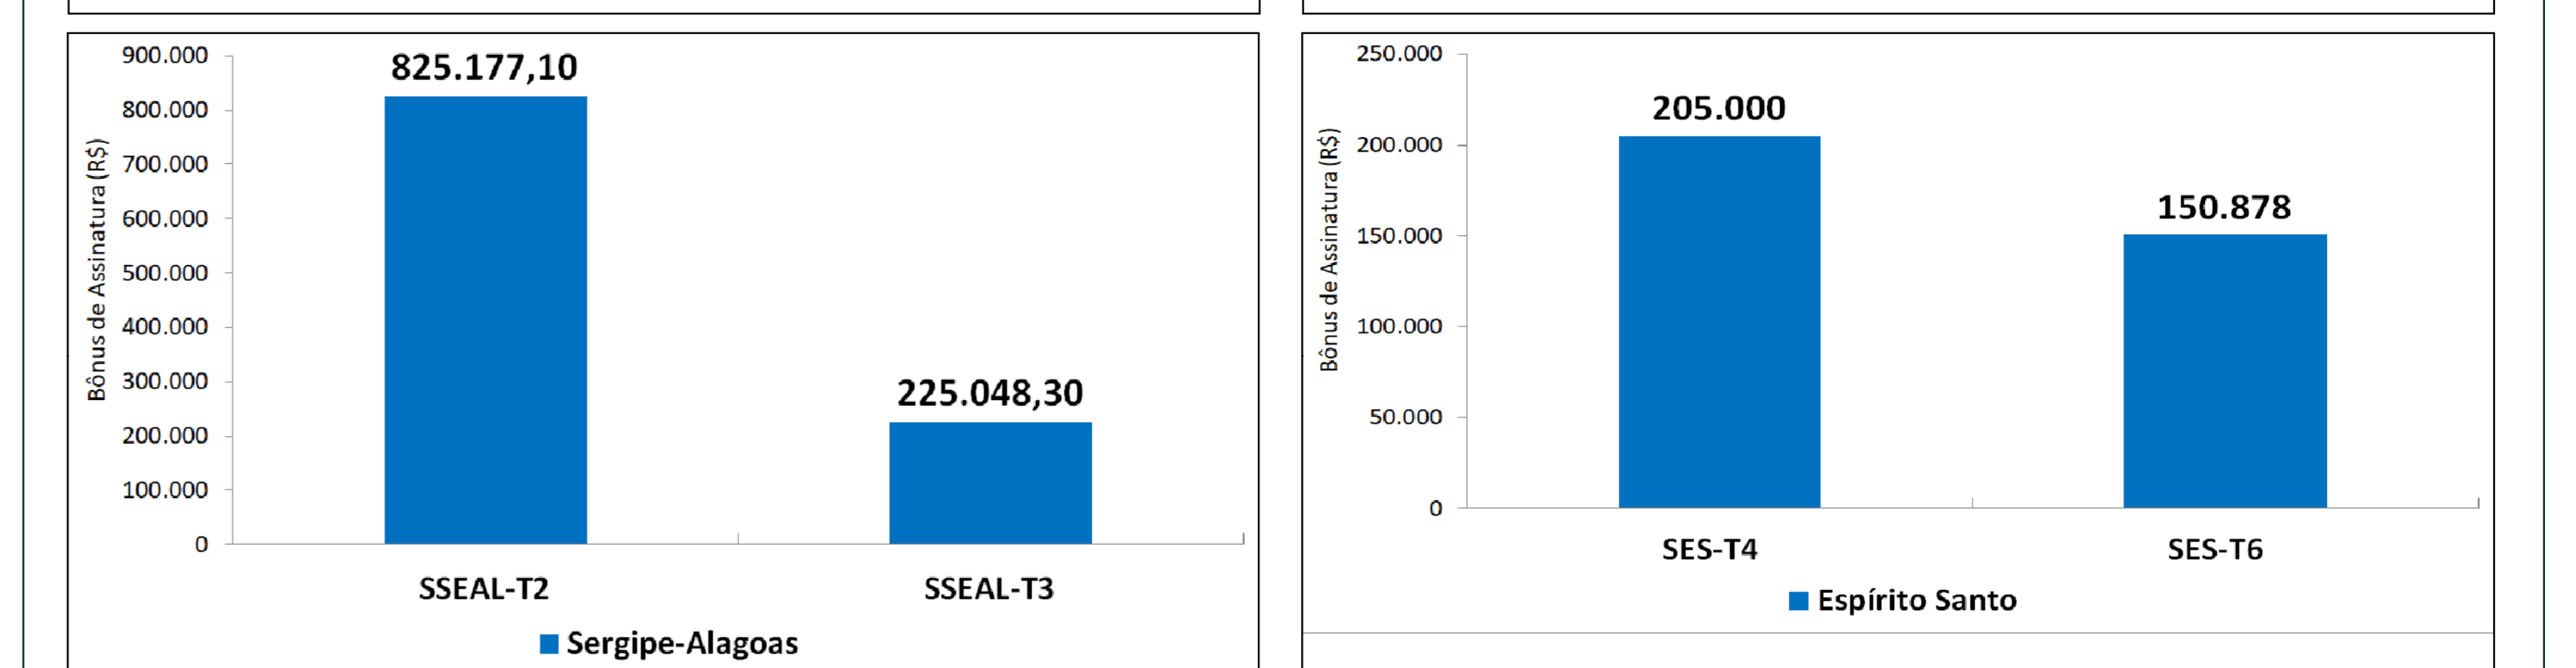 Bônus de Assinatura (R$)
900.000
800.000
700.000
600.000
500.000
400.000
300.000
200.000
100.000
0
825.177,10
225.048,30
SSEAL-T2
SSEAL-T3
Sergipe-Alagoas
Bônus de Assinatura (R$)
250.000
200.000
150.000
100.000
50.000
0
205.000
150.878
SES-T4
SES-T6
Espírito Santo